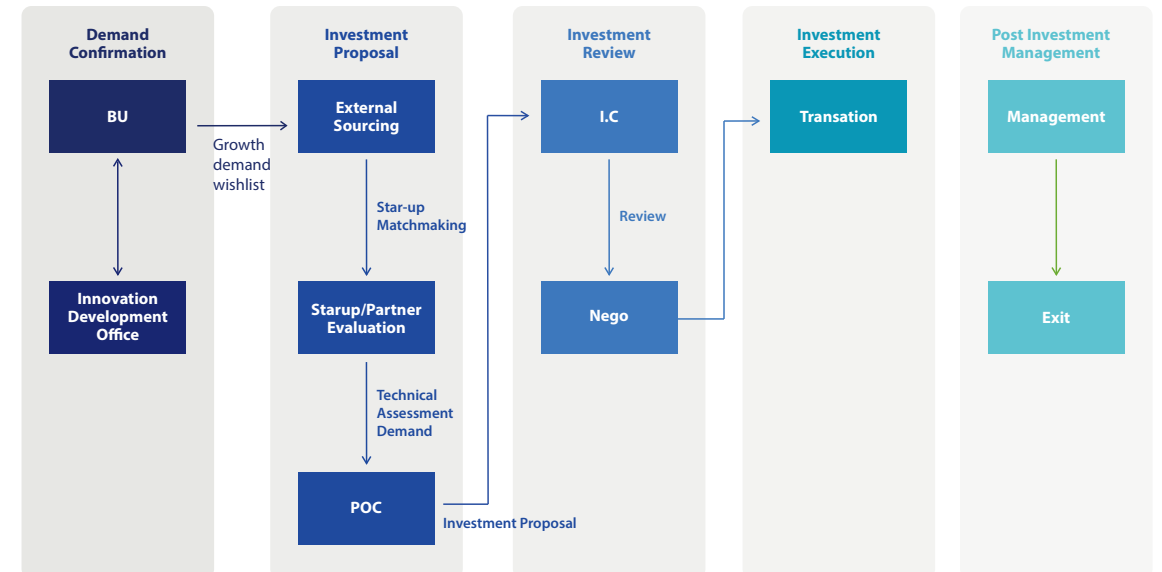 Demand
Confirmation
BU
Innovation
Development
Office
Growth
demand
wishlist
Investment
Proposal
External
Sourcing
Star-up
Matchmaking
Starup/Partner
Evaluation
Technical
Assessment
Demand
POC
Investment Proposal
Investment
Review
I.C
Review
Nego
Investment
Execution
Transation
Post Investment
Management
Management
Exit